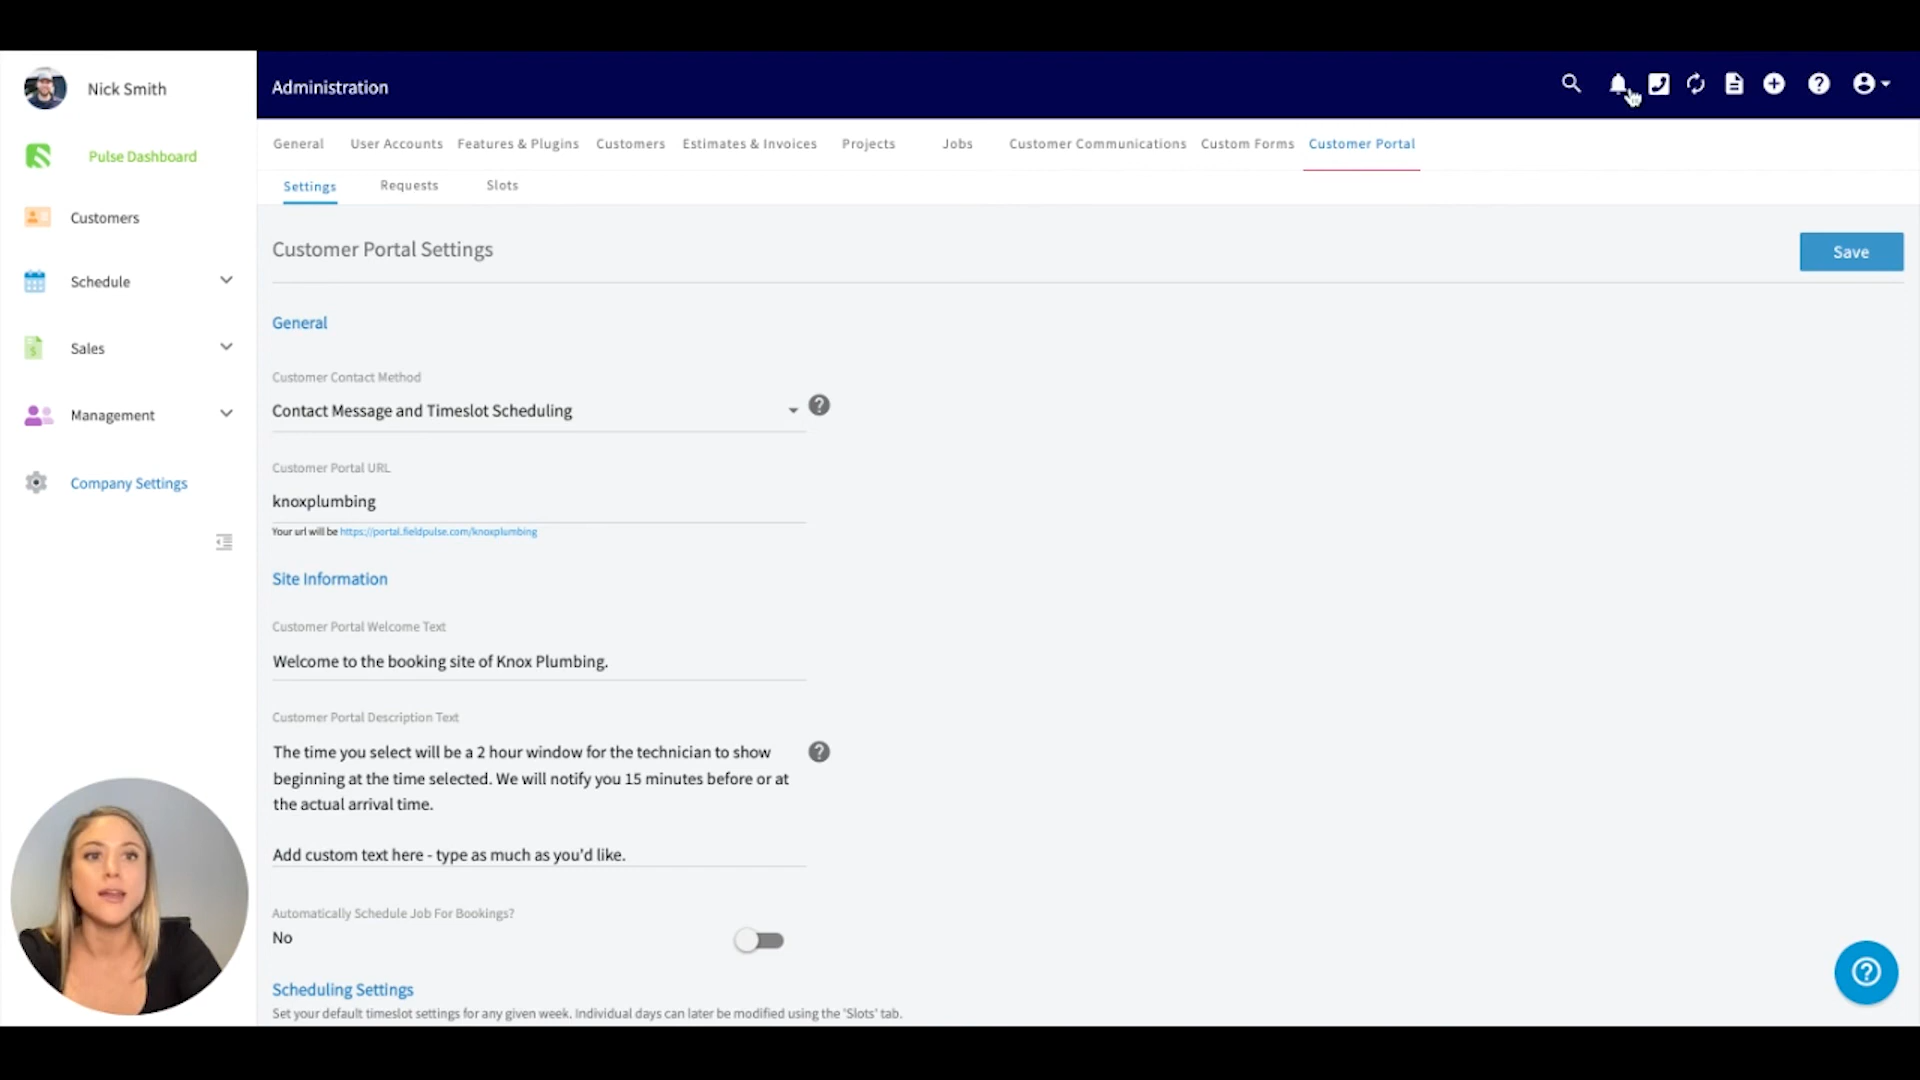 Nick Smith
Administration
Pulse Dashboard
Customers
Schedule
Sales
Management
Company Settings
General User Accounts Features & Plugins Customers Estimates & Invoices Projects Jobs Customer Communications Custom Forms Customer Portal
Settings Requests Slots
Customer Portal Settings
Save
General
Customer Contact Method
Contact Message and Timeslot Scheduling
Customer Portal URL
knoxplumbing
Your url will be https://portal.fieldpulse.com/knoxplumbing
Site Information
Customer Portal Welcome Text
Welcome to the booking site of Knox Plumbing.
Customer Portal Description Text
The time you select will be a 2 hour window for the technician to show
beginning at the time selected. We will notify you 15 minutes before or at
the actual arrival time.
Add custom text here - type as much as you'd like.
Automatically Schedule Job For Bookings?
No
Scheduling Settings
Set your default timeslot settings for any given week. Individual days can later be modified using the 'Slots' tab.